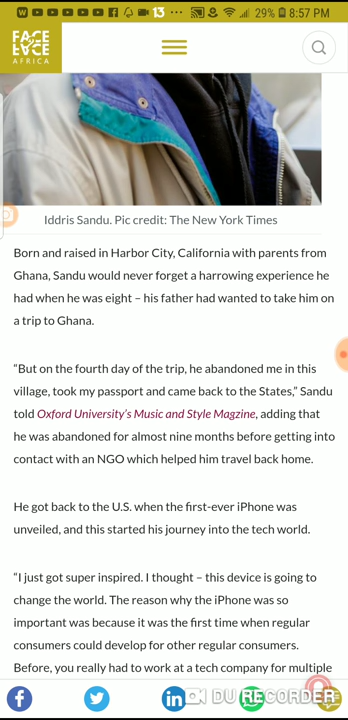 13 ··· 29% 8:57 PM
FACE
2
FACE
AFRICA
Iddris Sandu. Pic credit: The New York Times
Born and raised in Harbor City, California with parents from
Ghana, Sandu would never forget a harrowing experience he
had when he was eight – his father had wanted to take him on
a trip to Ghana.
“But on the fourth day of the trip, he abandoned me in this
village, took my passport and came back to the States,” Sandu
told Oxford University’s Music and Style Magzine, adding that
he was abandoned for almost nine months before getting into
contact with an NGO which helped him travel back home.
He got back to the U.S. when the first-ever iPhone was
unveiled, and this started his journey into the tech world.
“I just got super inspired. I thought – this device is going to
change the world. The reason why the iPhone was so
important was because it was the first time when regular
consumers could develop for other regular consumers.
Before, you really had to work at a tech company for multiple
DU RECORDER